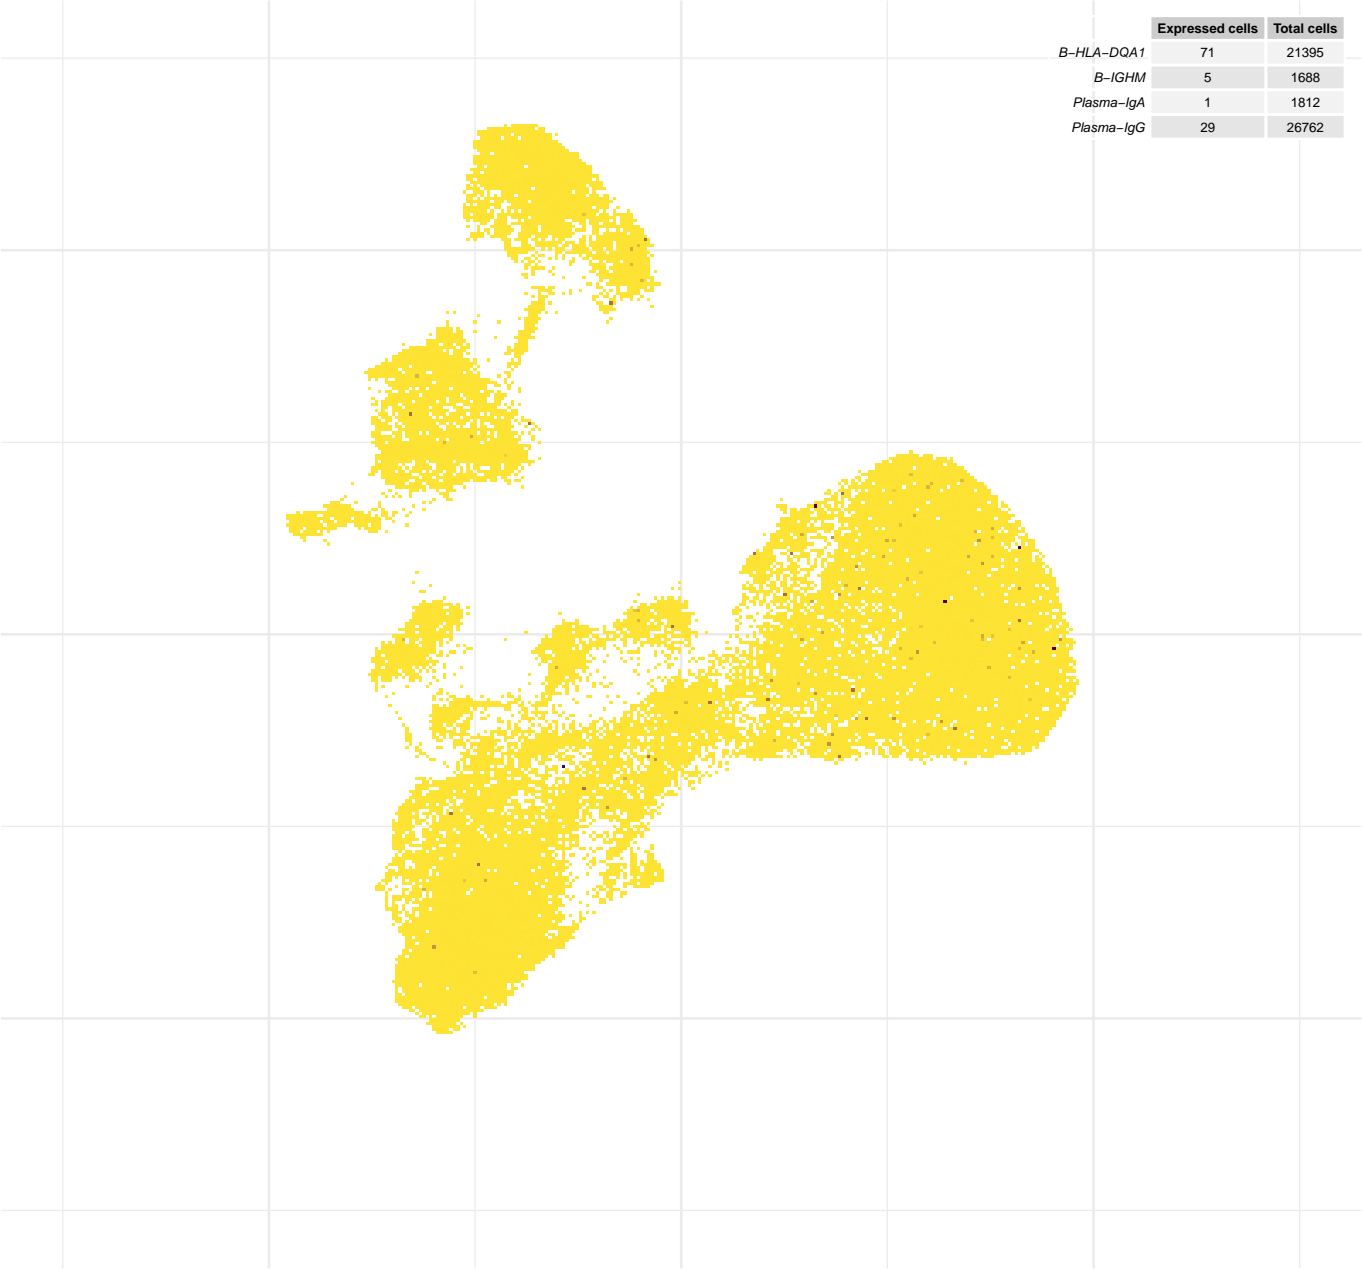 Expressed cells Total cells
B−HLA−DQA1 71 21395
B−IGHM 5 1688
Plasma−IgA 1 1812
Plasma−IgG 29 26762